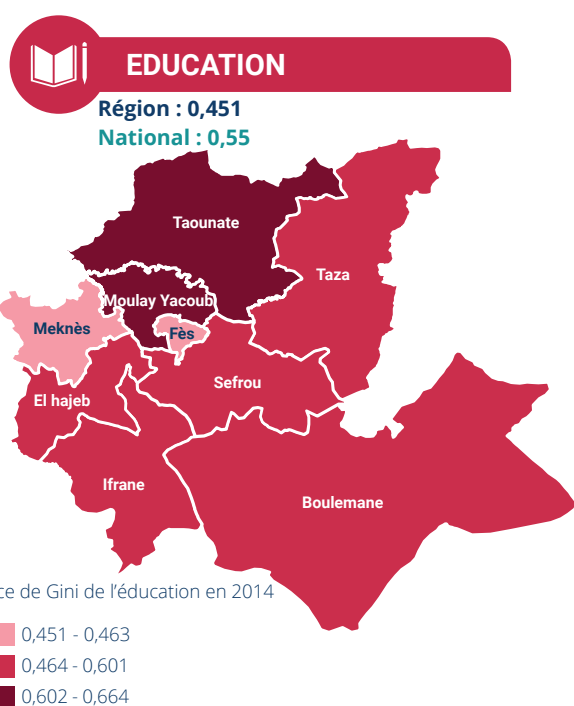 EDUCATION
Région : 0,451
National : 0,55
Taounate
Taza
Moulay Yacoub
Meknès
Fès
Sefrou
El hajeb
Ifrane
Boulemane
de Gini de l'éducation en 2014
0,451 - 0,463
0,464 - 0,601
0,602 - 0,664